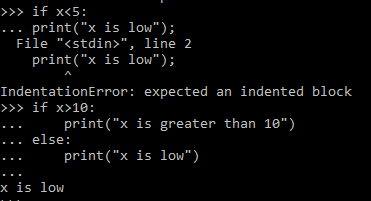 >>> if x<5:
... print("x is low");
  File "<stdin>", line 2
    print("x is low");
        ^
IndentationError: expected an indented block
>>> if x>10:
...     print("x is greater than 10")
... else:
...     print("x is low")
...
x is low